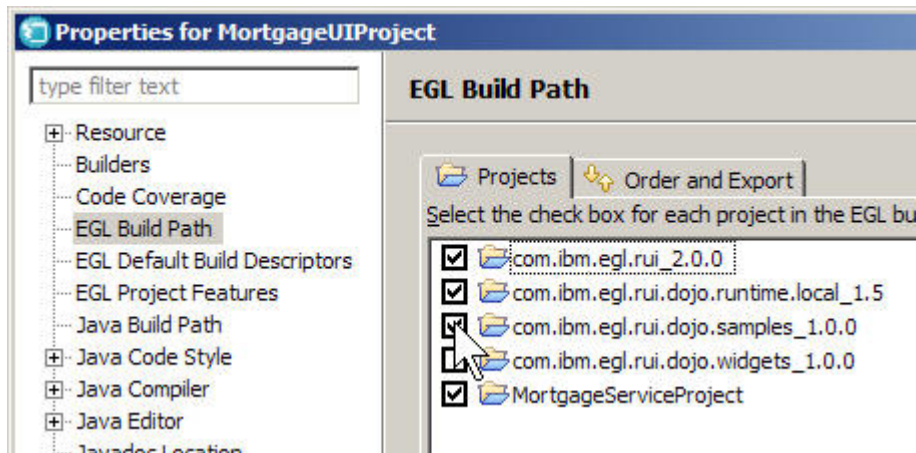 Properties for MortgageUIProject
type filter text
Resource
Builders
Code Coverage
EGL Build Path
EGL Default Build Descriptors
EGL Project Features
Java Build Path
Java Code Style
Java Compiler
Java Editor
Javadoc Location
EGL Build Path
Projects
Order and Export
Select the check box for each project in the EGL bu
com.ibm.egl.rui_2.0.0
com.ibm.egl.rui.dojo.runtime.local_1.5
com.ibm.egl.rui.dojo.samples_1.0.0
com.ibm.egl.rui.dojo.widgets_1.0.0
MortgageServiceProject